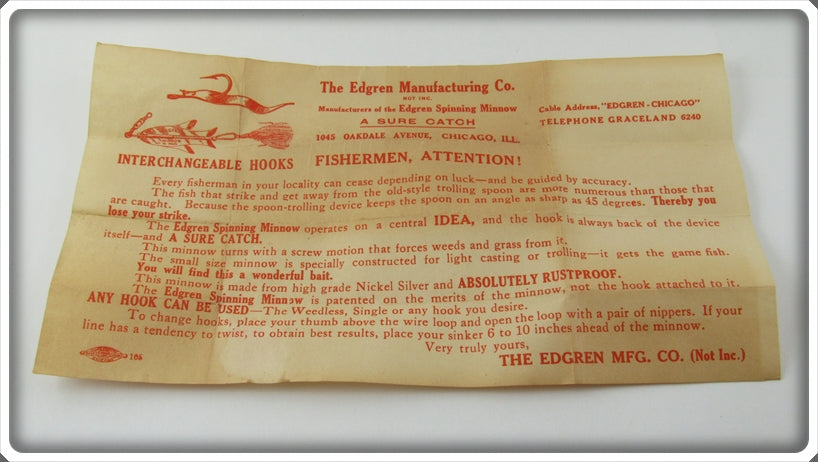 The Edgren Manufacturing Co.
NOT INC.
Manufacturers of the Edgren Spinning Minnow
A SURE CATCH
1045 OAKDALE AVENUE, CHICAGO, ILL.
Cable Address, "EDGREN-CHICAGO"
TELEPHONE GRACELAND 6240
INTERCHANGEABLE HOOKS
FISHERMEN, ATTENTION!
Every fisherman in your locality can cease depending on luck—and be guided by accuracy.
The fish that strike and get away from the old-style trolling spoon are more numerous than those that
are caught. Because the spoon-trolling device keeps the spoon on an angle as sharp as 45 degrees. Thereby you
lose your strike.
The Edgren Spinning Minnow operates on a central IDEA, and the hook is always back of the device
itself—and A SURE CATCH.
This minnow turns with a screw motion that forces weeds and grass from it.
The small size minnow is specially constructed for light casting or trolling—it gets the game fish.
You will find this a wonderful bait.
This minnow is made from high grade Nickel Silver and ABSOLUTELY RUSTPROOF.
The Edgren Spinning Minnow is patented on the merits of the minnow, not the hook attached to it.
ANY HOOK CAN BE USED—The Weedless, Single or any hook you desire.
To change hooks, place your thumb above the wire loop and open the loop with a pair of nippers. If your
line has a tendency to twist, to obtain best results, place your sinker 6 to 10 inches ahead of the minnow.
Very truly yours,
THE EDGREN MFG. CO. (Not Inc.)